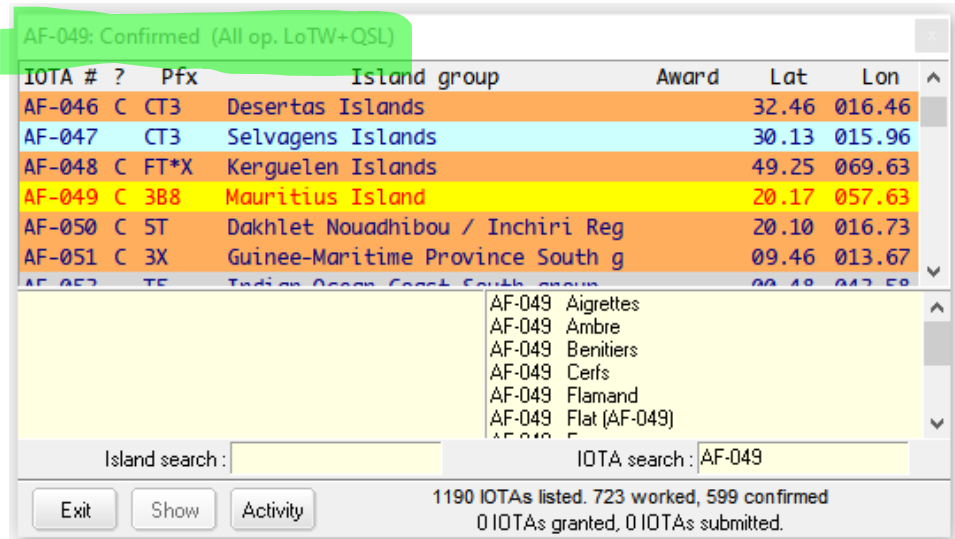 AF-049: Confirmed (All op. LoTW+QSL)
x
IOTA # ? Pfx Island group Award Lat Lon
AF-046 C CT3 Desertas Islands 32.46 016.46
AF-047 CT3 Selvagens Islands 30.13 015.96
AF-048 C FT*X Kerguelen Islands 49.25 069.63
AF-049 C 3B8 Mauritius Island 20.17 057.63
AF-050 C 5T Dakhlet Nouadhibou / Inchiri Reg 20.10 016.73
AF-051 C 3X Guinee-Maritime Province South g 09.46 013.67
AF-049 Aigrettes
AF-049 Ambre
AF-049 Benitiers
AF-049 Cerfs
AF-049 Flamand
AF-049 Flat (AF-049)
Island search : IOTA search : AF-049
Exit Show Activity
1190 IOTAs listed. 723 worked, 599 confirmed
0 IOTAs granted, 0 IOTAs submitted.